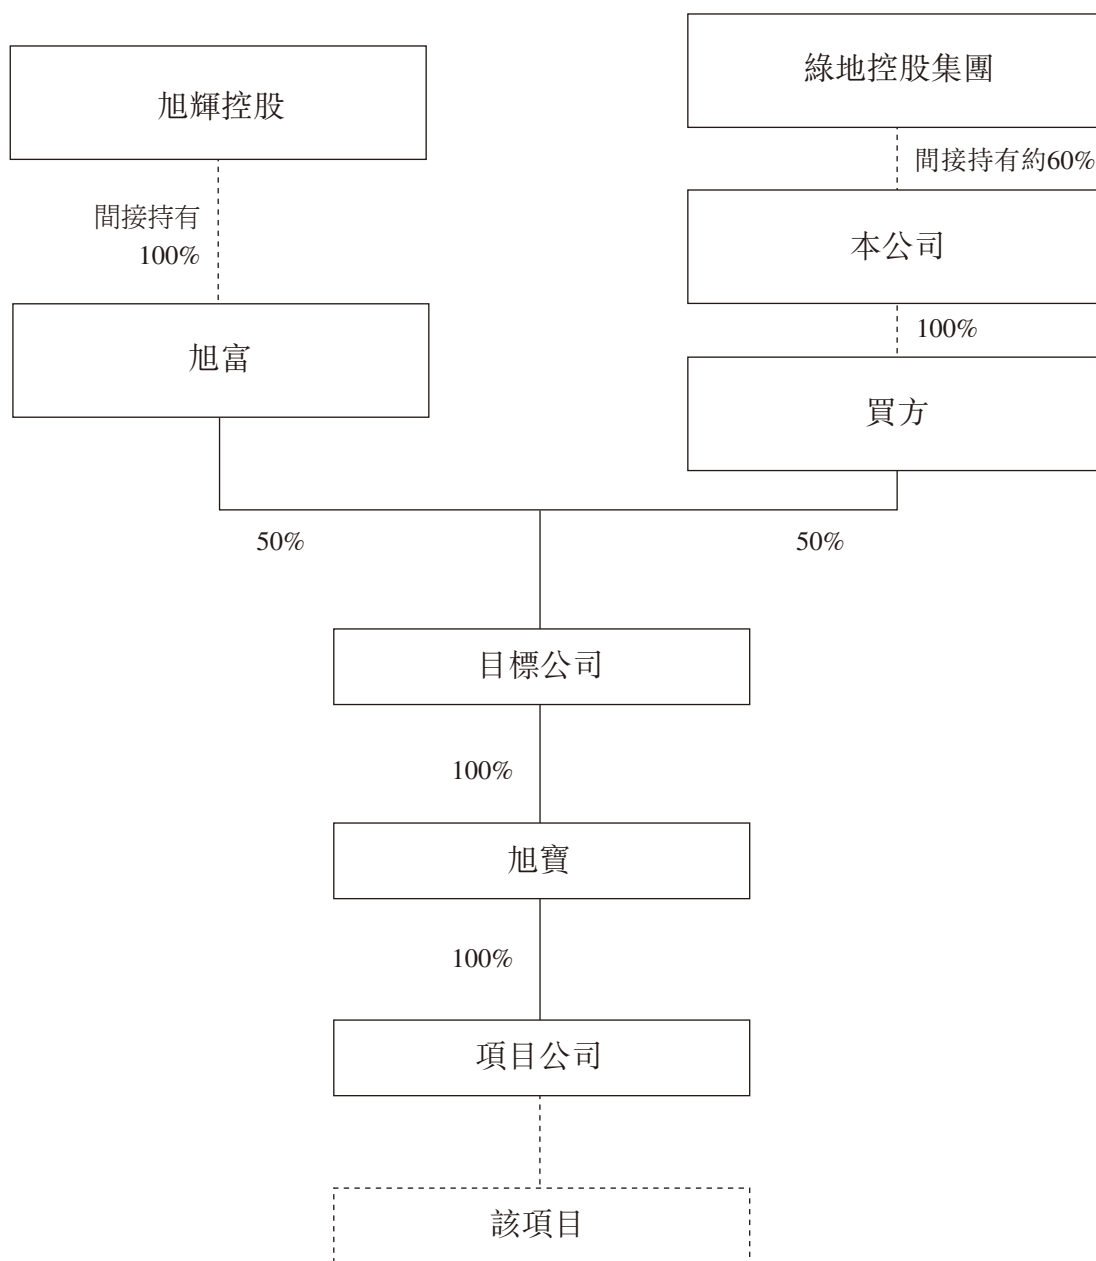 旭輝控股
綠地控股集團
間接持有約60%
間接持有
100%
本公司
100%
旭富
買方
50%
50%
目標公司
100%
旭寶
100%
項目公司
該項目